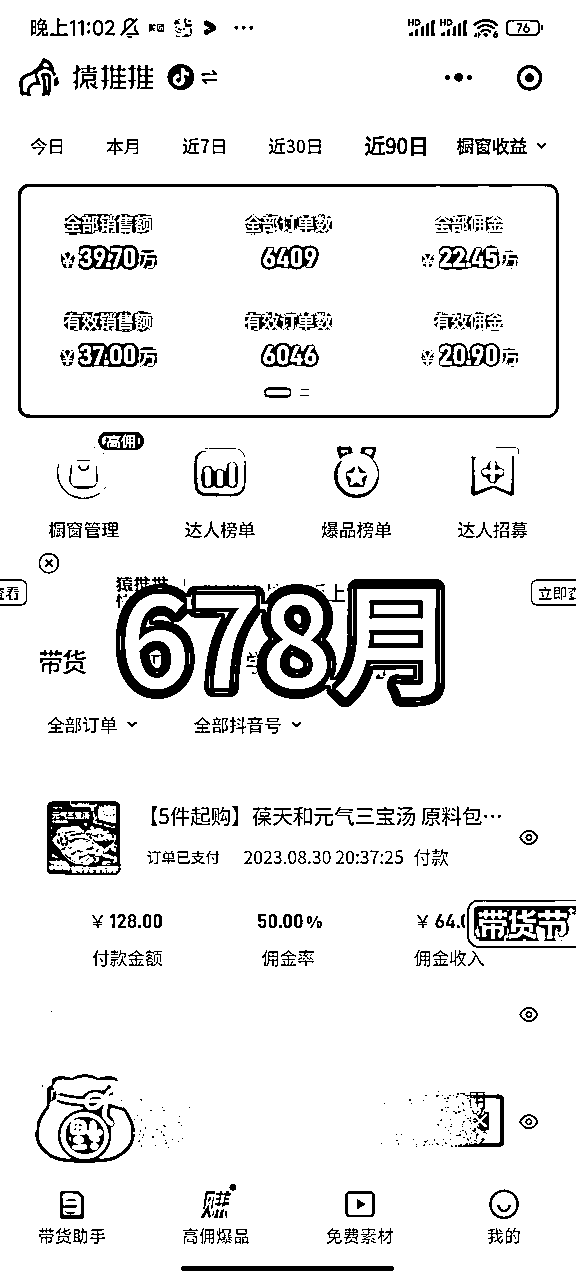 晚上11:02
76
猿推推
今日 本月 近7日 近30日 近90日 橱窗收益
全部销售额 全部订单数 全部佣金
¥39.70万 6409 ¥22.45万
有效销售额 有效订单数 有效佣金
¥37.00万 6046 ¥20.90万
高佣
橱窗管理 达人榜单 爆品榜单 达人招募
猿推推
678月
带货
全部订单 全部抖音号
【5件起购】葆天和元气三宝汤 原料包…
订单已支付 2023.08.30 20:37:25 付款
¥ 128.00 50.00% ¥ 64.0
带货节
付款金额 佣金率 佣金收入
带货助手 高佣爆品 免费素材 我的